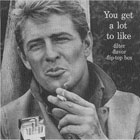 You get
a lot
to like
filter
flavor
flip-top box